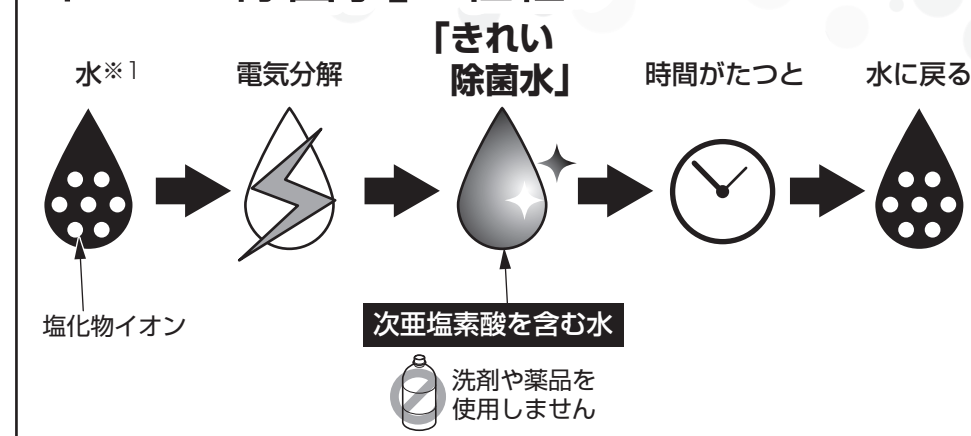 水※1
電気分解
「きれい
除菌水」
時間がたつと
水に戻る
塩化物イオン
次亜塩素酸を含む水
洗剤や薬品を
使用しません